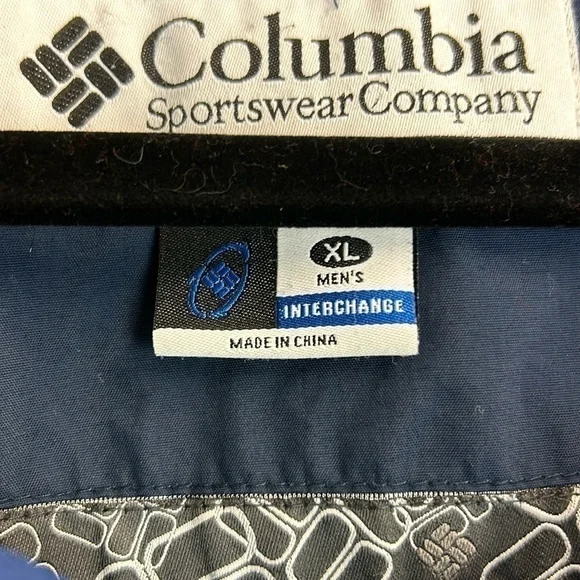 Columbia
Sportswear Company
XL
MEN'S
INTERCHANGE
MADE IN CHINA